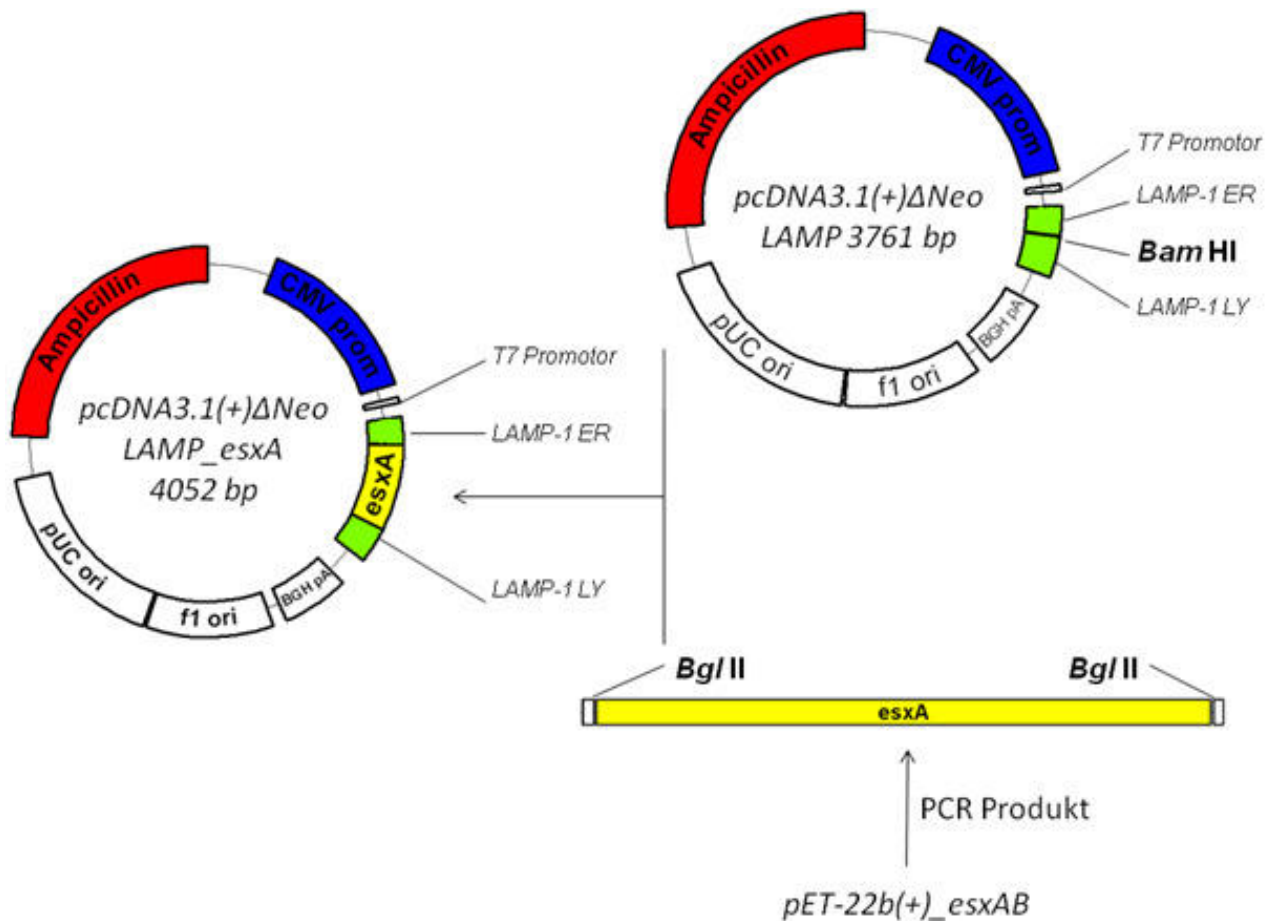 Ampicillin
CMV prom
T7 Promotor
LAMP-1 ER
Bam HI
LAMP-1 LY
BGH pA
f1 ori
pUC ori
pcDNA3.1(+)ΔNeo
LAMP 3761 bp
Ampicillin
CMV prom
T7 Promotor
LAMP-1 ER
esxA
LAMP-1 LY
BGH pA
f1 ori
pUC ori
pcDNA3.1(+)ΔNeo
LAMP_esxA
4052 bp
Bgl II
Bgl II
esxA
PCR Produkt
pET-22b(+)_esxAB